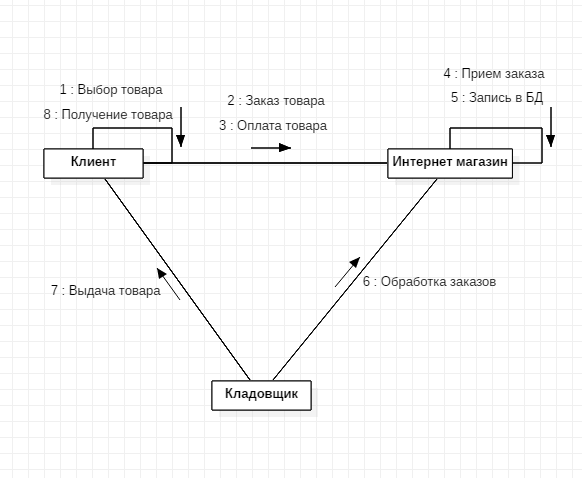 4 : Прием заказа
1 : Выбор товара
2 : Заказ товара
5 : Запись в БД
8 : Получение товара
3 : Оплата товара
Клиент
Интернет магазин
7 : Выдача товара
6 : Обработка заказов
Кладовщик